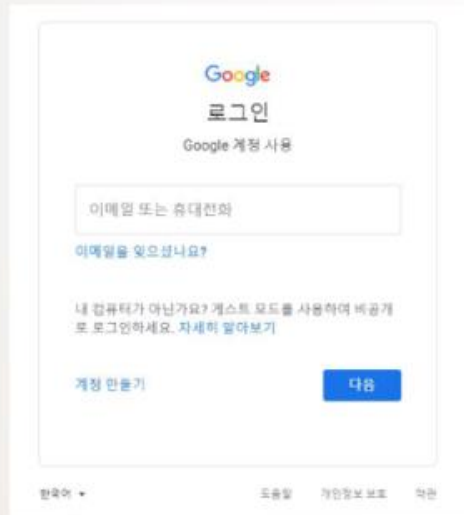 Google
로그인
Google 계정 사용
이메일 또는 휴대전화
이메일을 잊으셨나요?
내 컴퓨터가 아닌가요? 게스트 모드를 사용하여 비공개
로 로그인하세요. 자세히 알아보기
계정 만들기
다음
한국어
도움말 개인정보 보호 약관